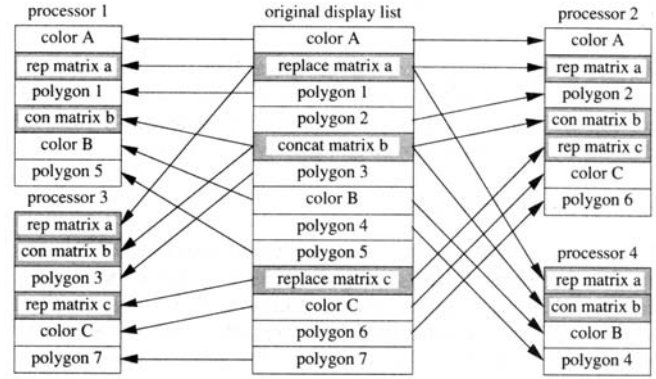 processor 1
color A
rep matrix a
polygon 1
con matrix b
color B
polygon 5
processor 3
rep matrix a
con matrix b
polygon 3
rep matrix c
color C
polygon 7
original display list
color A
replace matrix a
polygon 1
polygon 2
concat matrix b
polygon 3
color B
polygon 4
polygon 5
replace matrix c
color C
polygon 6
polygon 7
processor 2
color A
rep matrix a
polygon 2
con matrix b
rep matrix c
color C
polygon 6
processor 4
rep matrix a
con matrix b
color B
polygon 4